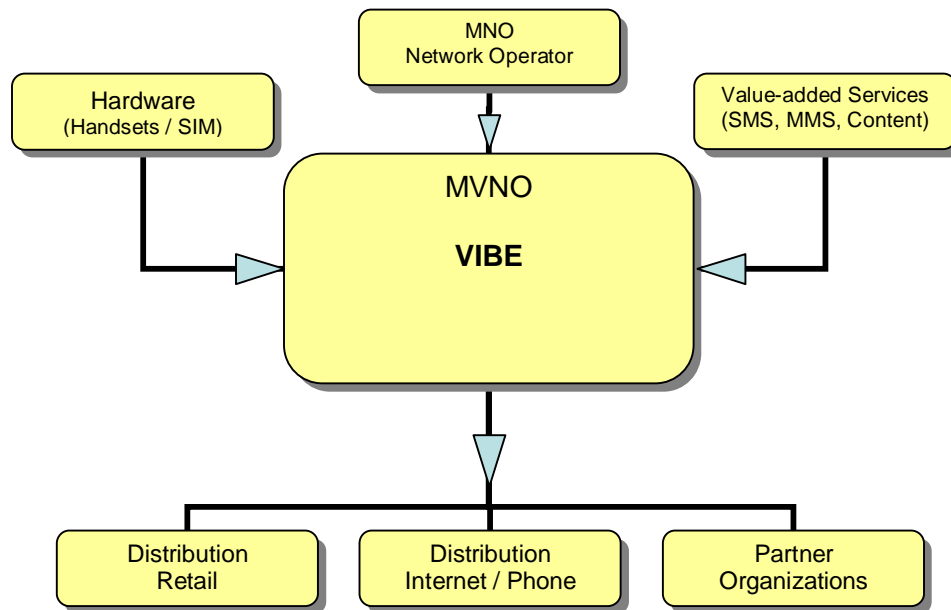 MNO
Network Operator
Hardware
(Handsets / SIM)
Value-added Services
(SMS, MMS, Content)
MVNO
VIBE
Distribution
Retail
Distribution
Internet / Phone
Partner
Organizations